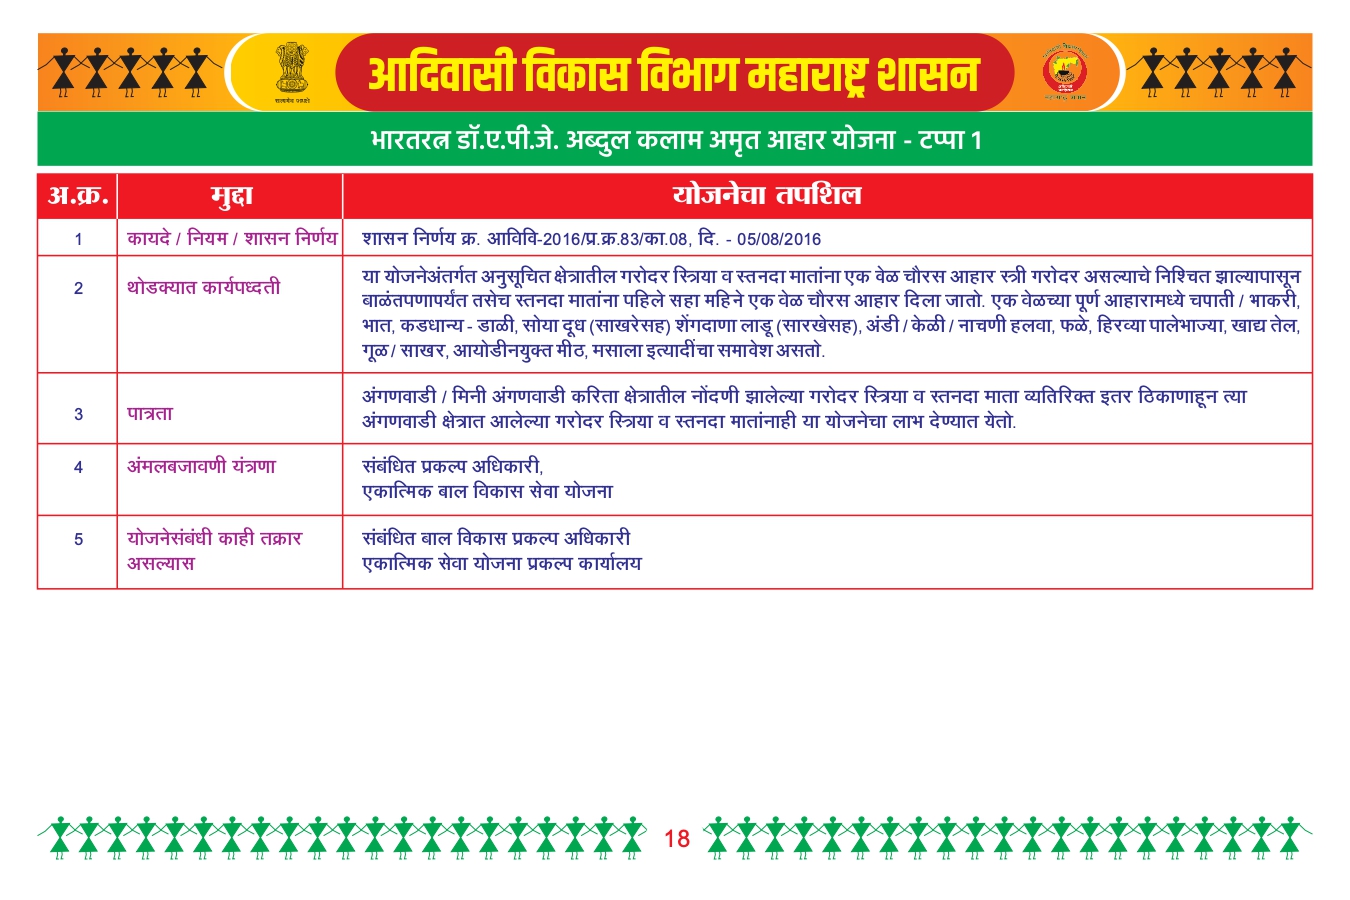 आदिवासी विकास विभाग महाराष्ट्र शासन
सत्यमेव जयते
भारतरत्न डॉ.ए.पी.जे. अब्दुल कलाम अमृत आहार योजना - टप्पा 1
अ.क्र. मुद्दा योजनेचा तपशिल
1 कायदे / नियम / शासन निर्णय शासन निर्णय क्र. आविवि-2016/प्र.क्र.83/का.08, दि. - 05/08/2016
2 थोडक्यात कार्यपध्दती या योजनेअंतर्गत अनुसूचित क्षेत्रातील गरोदर स्त्रिया व स्तनदा मातांना एक वेळ चौरस आहार स्त्री गरोदर असल्याचे निश्चित झाल्यापासून
बाळंतपणापर्यंत तसेच स्तनदा मातांना पहिले सहा महिने एक वेळ चौरस आहार दिला जातो. एक वेळच्या पूर्ण आहारामध्ये चपाती / भाकरी,
भात, कडधान्य - डाळी, सोया दूध (साखरेसह) शेंगदाणा लाडू (सारखेसह), अंडी / केळी / नाचणी हलवा, फळे, हिरव्या पालेभाज्या, खाद्य तेल,
गूळ / साखर, आयोडीनयुक्त मीठ, मसाला इत्यादींचा समावेश असतो.
3 पात्रता अंगणवाडी / मिनी अंगणवाडी करिता क्षेत्रातील नोंदणी झालेल्या गरोदर स्त्रिया व स्तनदा माता व्यतिरिक्त इतर ठिकाणाहून त्या
अंगणवाडी क्षेत्रात आलेल्या गरोदर स्त्रिया व स्तनदा मातांनाही या योजनेचा लाभ देण्यात येतो.
4 अंमलबजावणी यंत्रणा संबंधित प्रकल्प अधिकारी,
एकात्मिक बाल विकास सेवा योजना
5 योजनेसंबंधी काही तक्रार संबंधित बाल विकास प्रकल्प अधिकारी
असल्यास एकात्मिक सेवा योजना प्रकल्प कार्यालय
18